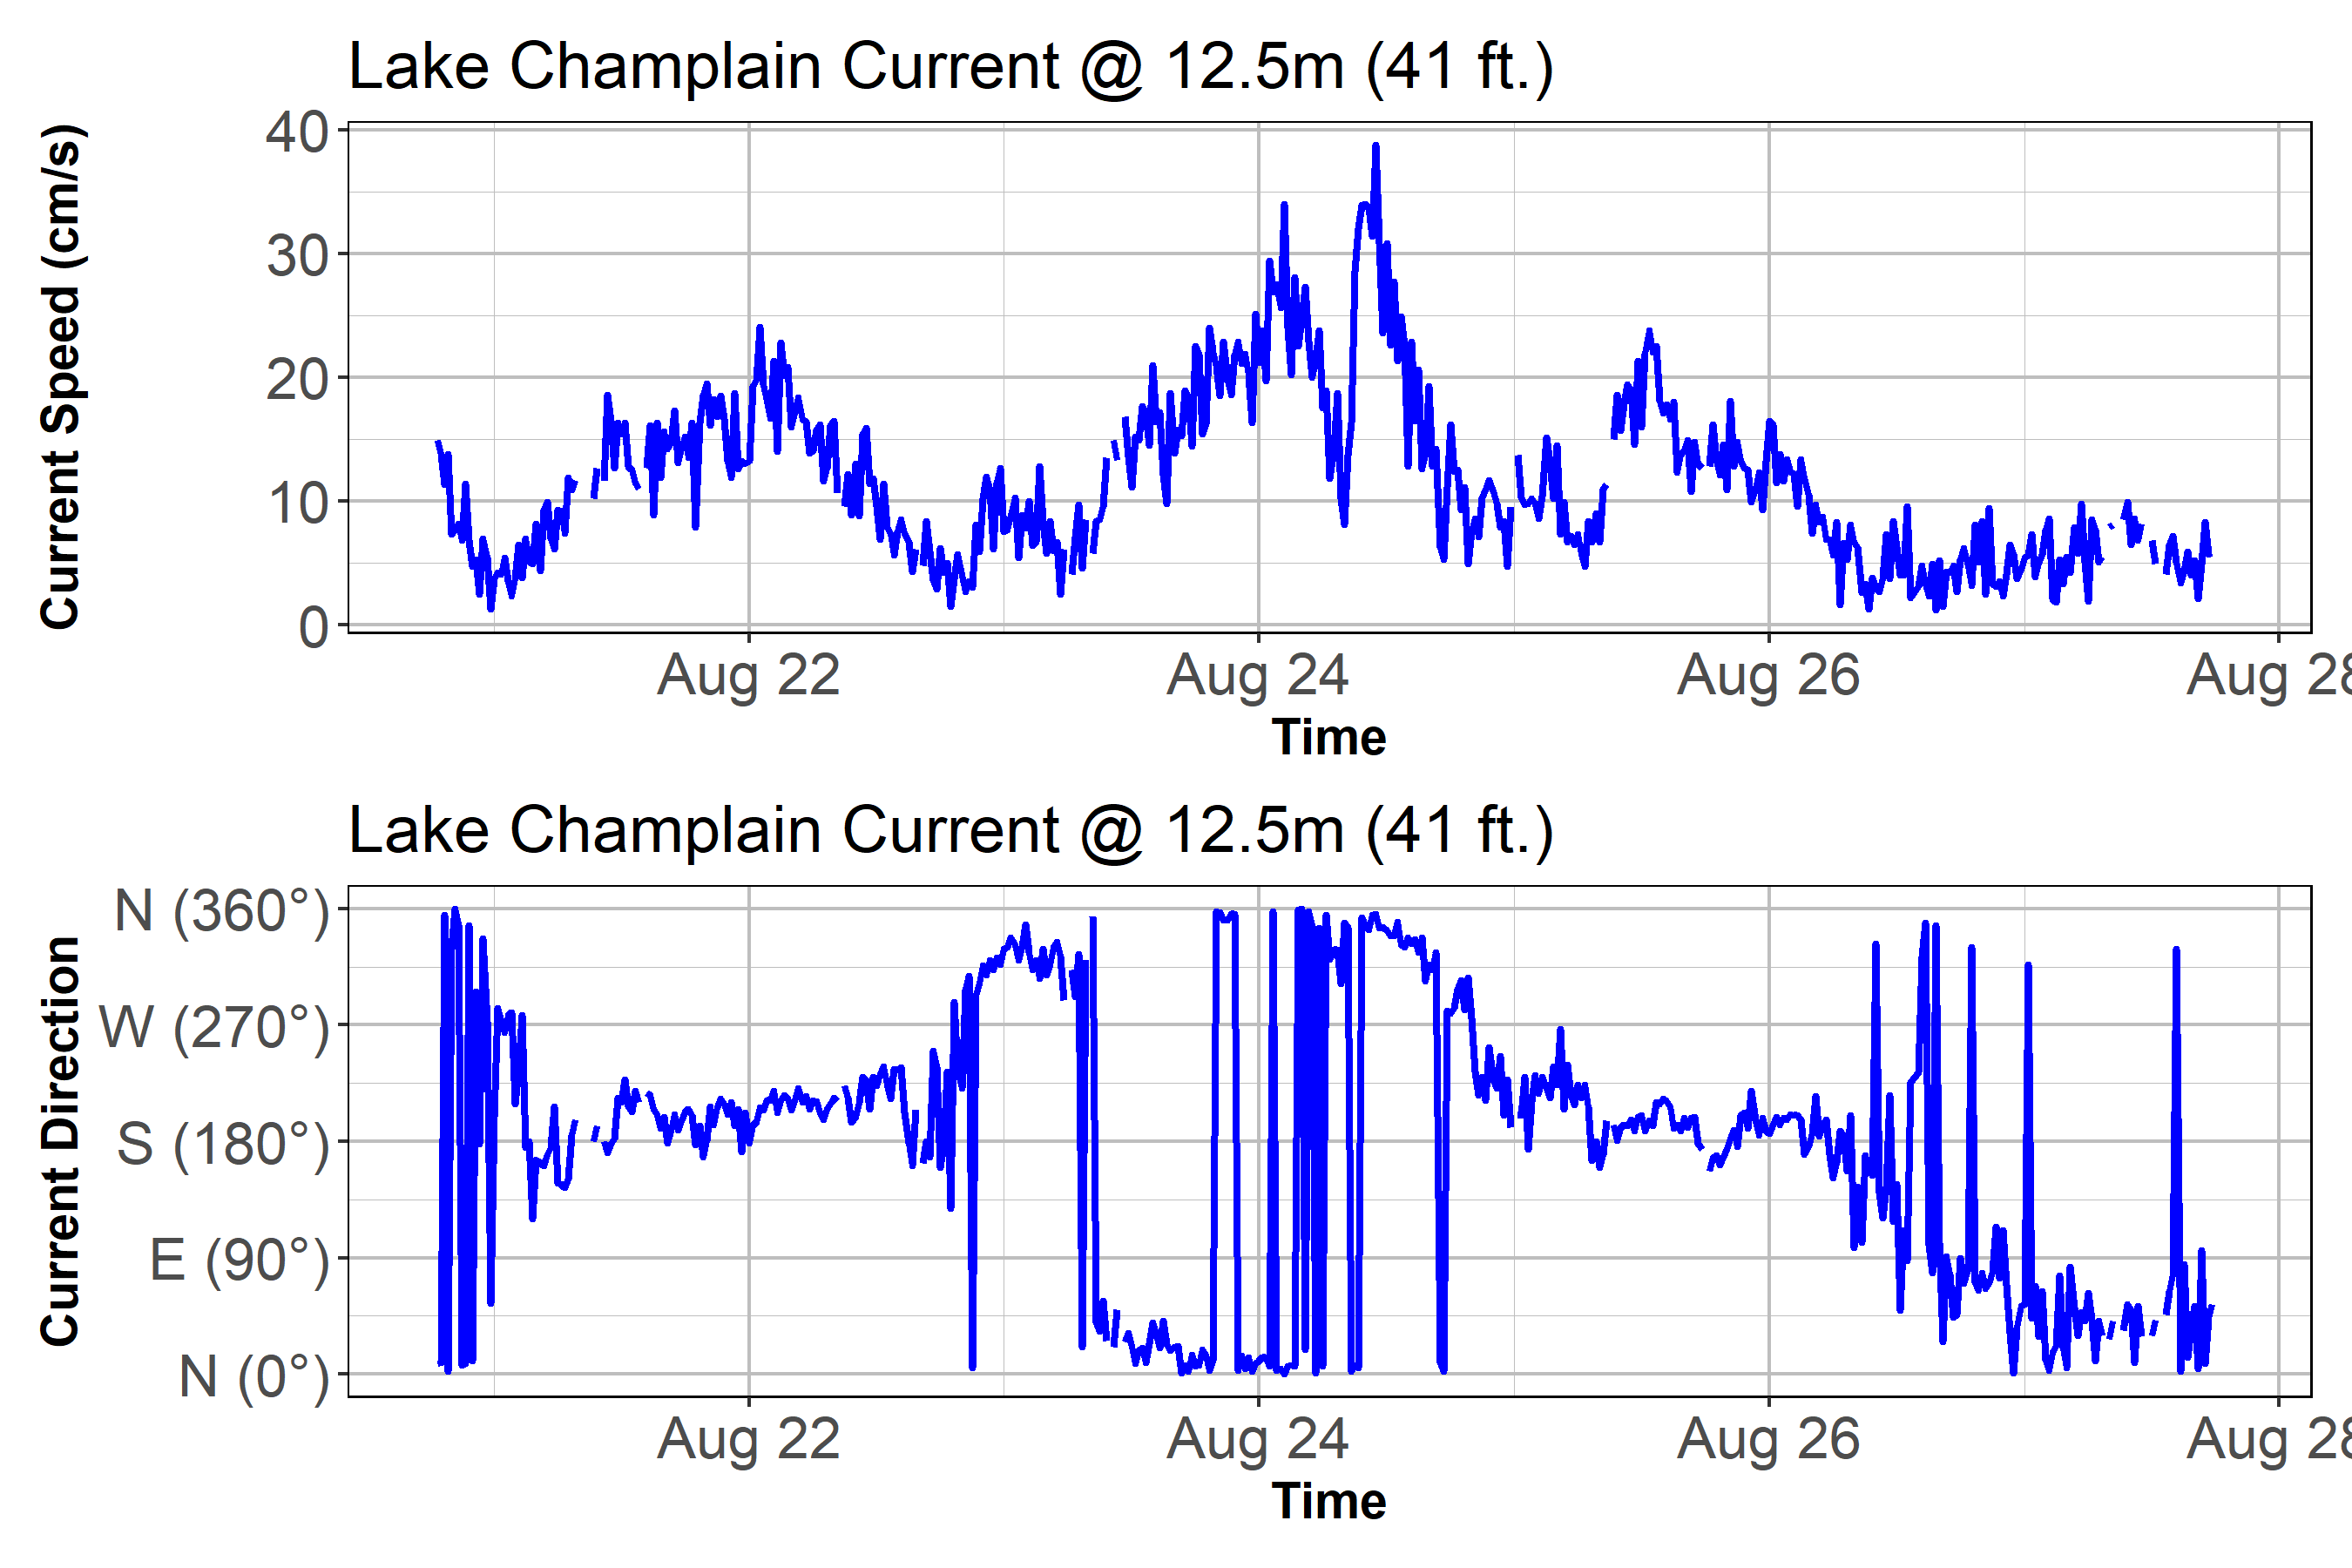 Lake Champlain Current @ 12.5m (41 ft.)
Current Speed (cm/s)
40
30
20
10
0
Aug 22 Aug 24 Aug 26 Aug 28
Time
Lake Champlain Current @ 12.5m (41 ft.)
Current Direction
N (360°)
W (270°)
S (180°)
E (90°)
N (0°)
Aug 22 Aug 24 Aug 26 Aug 28
Time